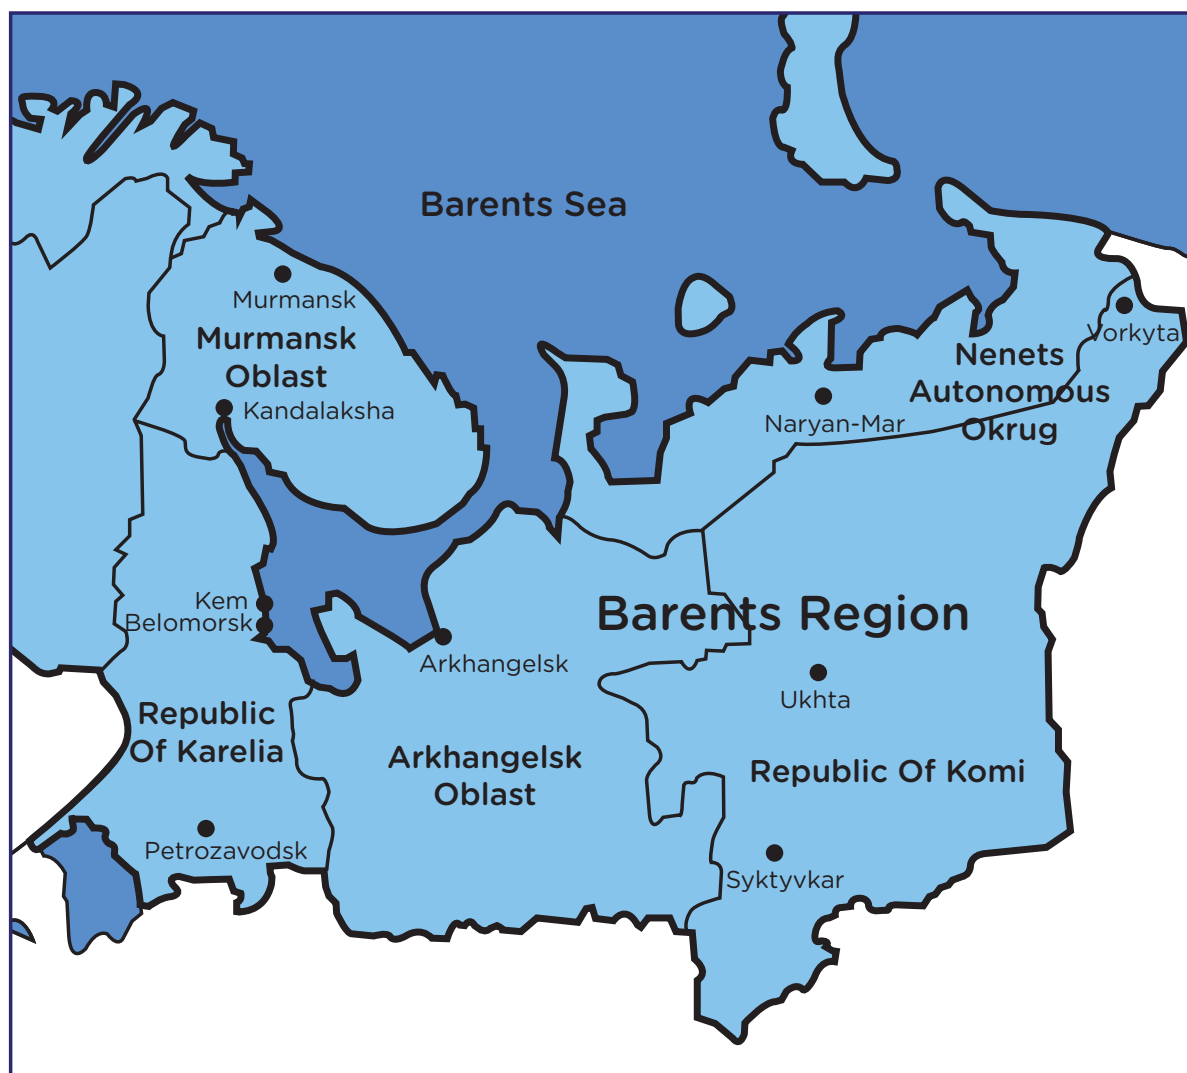 Barents Sea
Murmansk
Murmansk
Oblast
Kandalaksha
Vorkyta
Nenets
Autonomous
Okrug
Naryan-Mar
Kem
Belomorsk
Barents Region
Arkhangelsk
Ukhta
Republic
Of Karelia
Arkhangelsk
Oblast
Republic Of Komi
Petrozavodsk
Syktyvkar